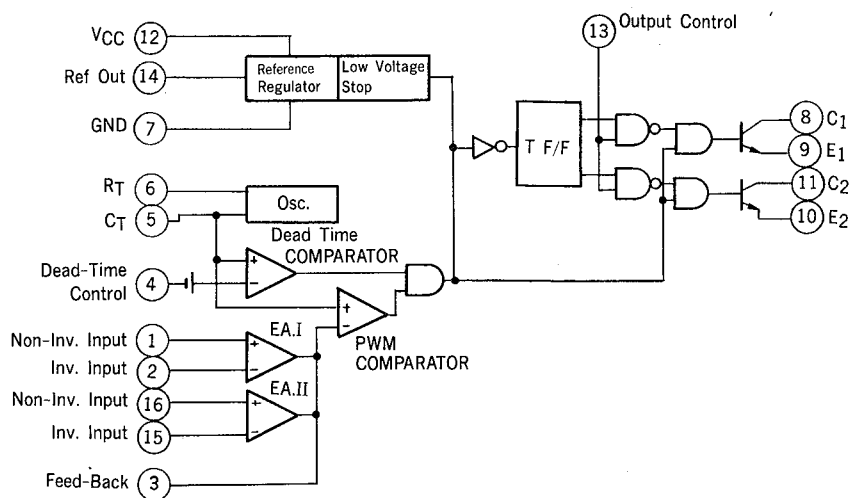 VCC 12
Ref Out 14
GND 7
Reference Regulator
Low Voltage Stop
13 Output Control
T F/F
8 C1
9 E1
11 C2
10 E2
RT 6
CT 5
Osc.
Dead Time
COMPARATOR
+
−
Dead-Time
Control 4
+
−
PWM
COMPARATOR
Non-Inv. Input 1
Inv. Input 2
EA.I
+
−
Non-Inv. Input 16
Inv. Input 15
EA.II
+
−
Feed-Back 3